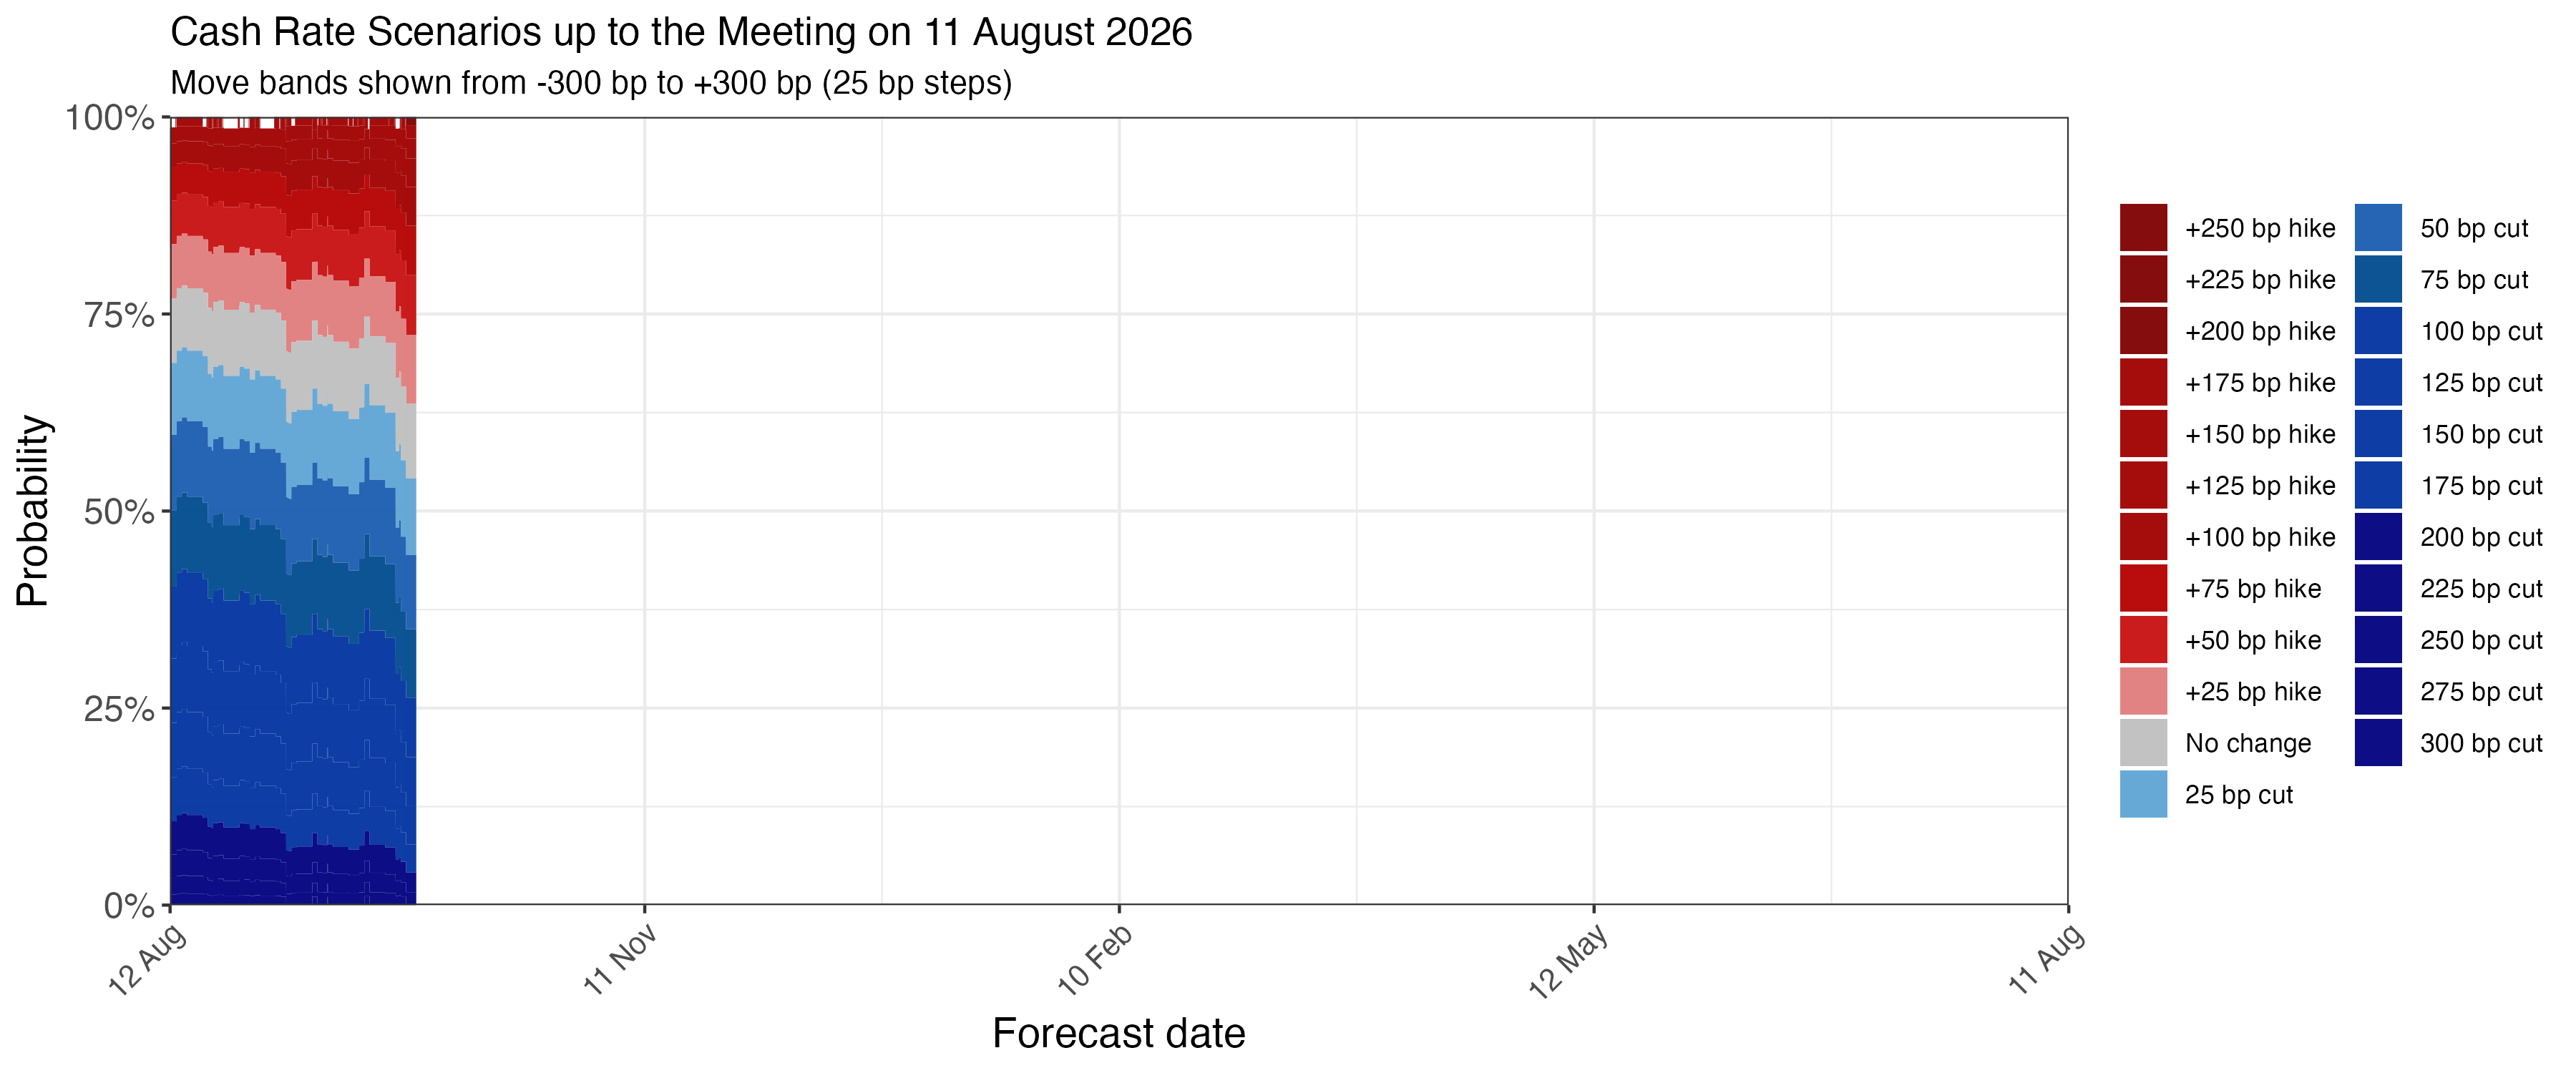 Cash Rate Scenarios up to the Meeting on 11 August 2026
Move bands shown from -300 bp to +300 bp (25 bp steps)
Probability
100%
75%
50%
25%
0%
12 Aug
11 Nov
10 Feb
12 May
11 Aug
Forecast date
+250 bp hike
+225 bp hike
+200 bp hike
+175 bp hike
+150 bp hike
+125 bp hike
+100 bp hike
+75 bp hike
+50 bp hike
+25 bp hike
No change
25 bp cut
50 bp cut
75 bp cut
100 bp cut
125 bp cut
150 bp cut
175 bp cut
200 bp cut
225 bp cut
250 bp cut
275 bp cut
300 bp cut